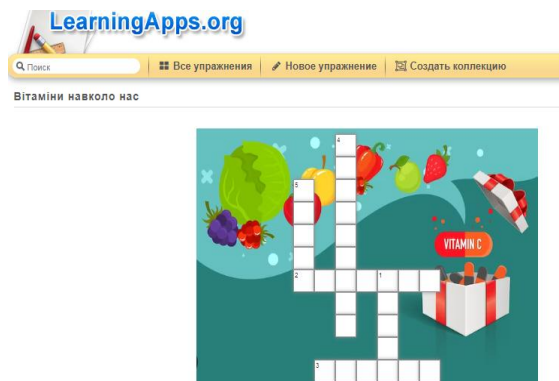 LearningApps.org
Поиск Все упражнения Новое упражнение Создать коллекцию
Вітаміни навколо нас
4
5
VITAMIN C
2 1
3